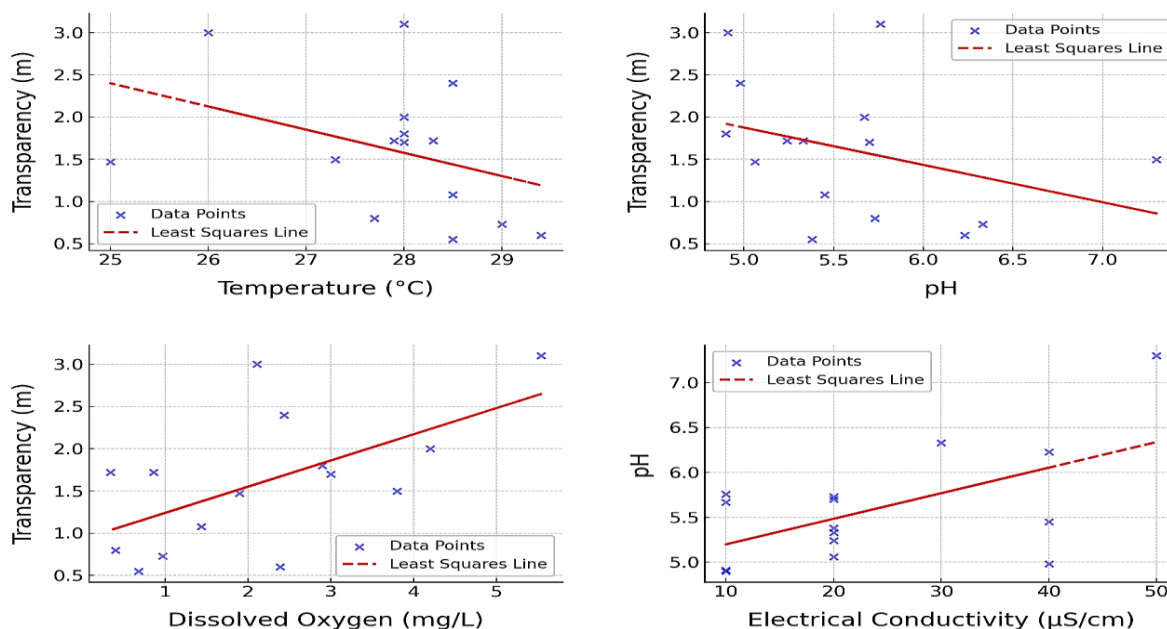 3.0
2.5
2.0
1.5
1.0
0.5
Transparency (m)
Data Points
Least Squares Line
25 26 27 28 29
Temperature (°C)
3.0
2.5
2.0
1.5
1.0
0.5
Transparency (m)
Data Points
Least Squares Line
5.0 5.5 6.0 6.5 7.0
pH
3.0
2.5
2.0
1.5
1.0
0.5
Transparency (m)
Data Points
Least Squares Line
1 2 3 4 5
Dissolved Oxygen (mg/L)
7.0
6.5
6.0
5.5
5.0
pH
Data Points
Least Squares Line
10 20 30 40 50
Electrical Conductivity (µS/cm)